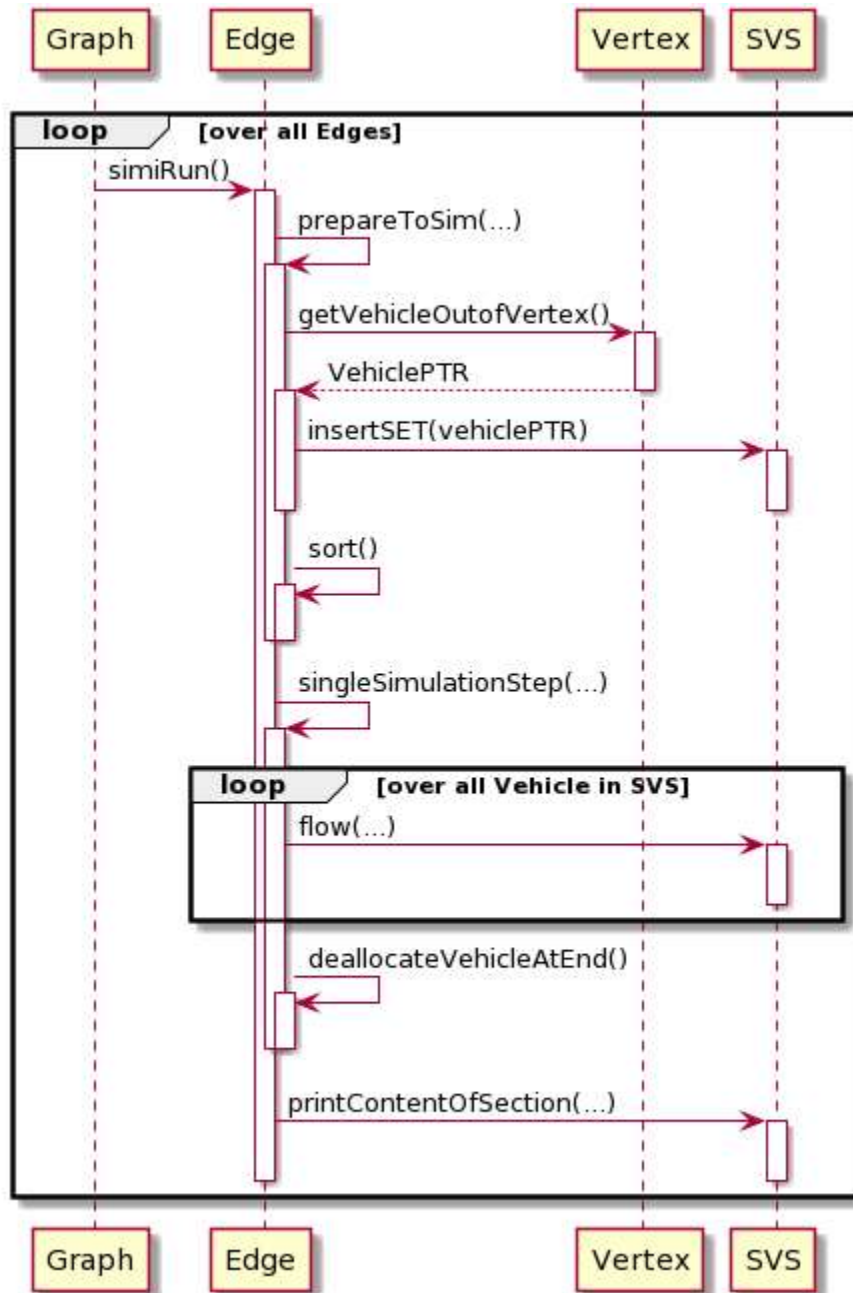 Graph Edge Vertex SVS
loop [over all Edges]
simiRun()
prepareToSim(...)
getVehicleOutofVertex()
VehiclePTR
insertSET(vehiclePTR)
sort()
singleSimulationStep(...)
loop [over all Vehicle in SVS]
flow(...)
deallocateVehicleAtEnd()
printContentOfSection(...)
Graph Edge Vertex SVS